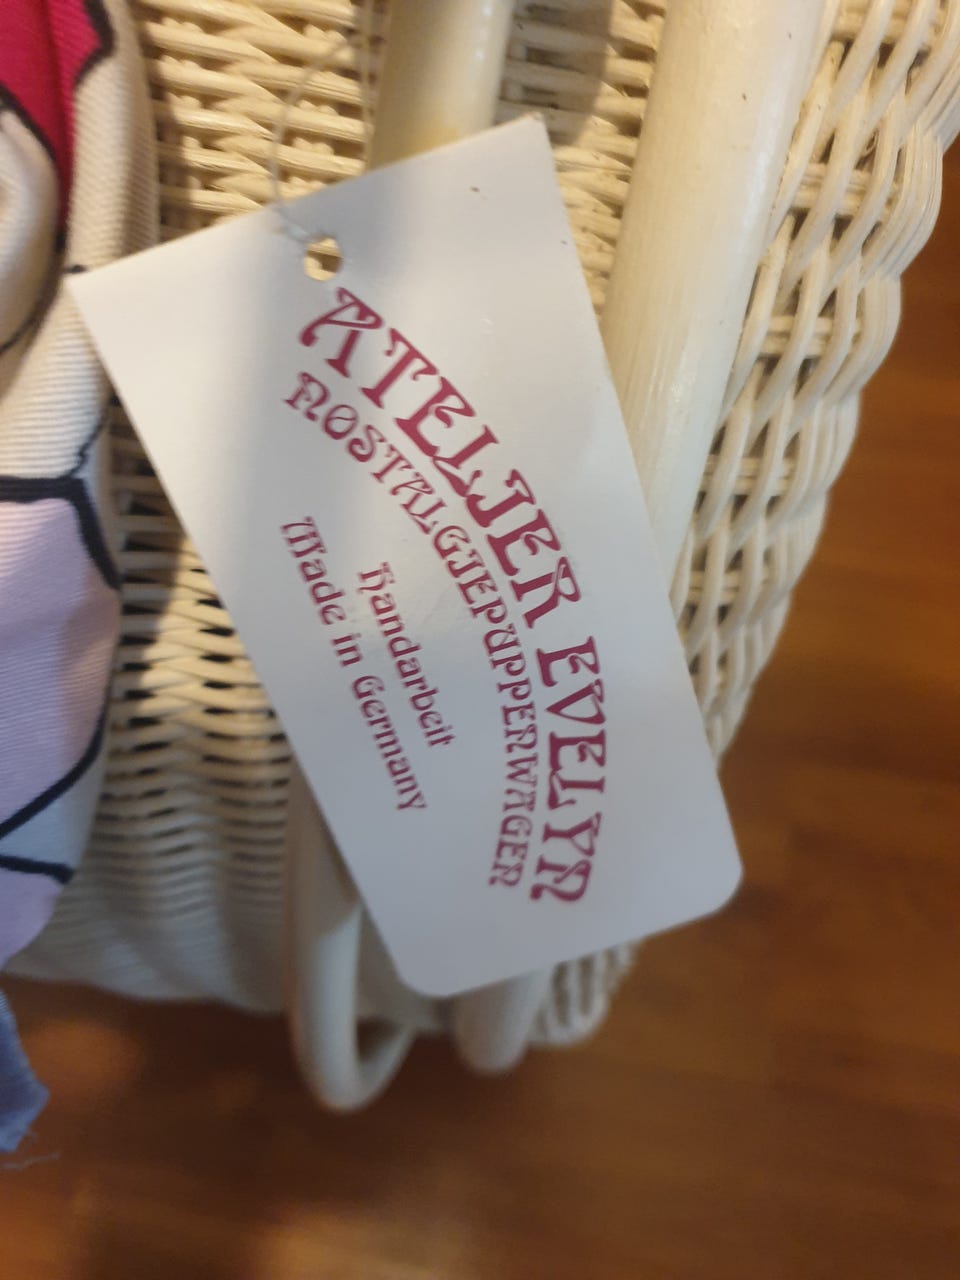 ATELIER EVELYN
NOSTALGIEPUPPENWAGEN
Handarbeit
Made in Germany